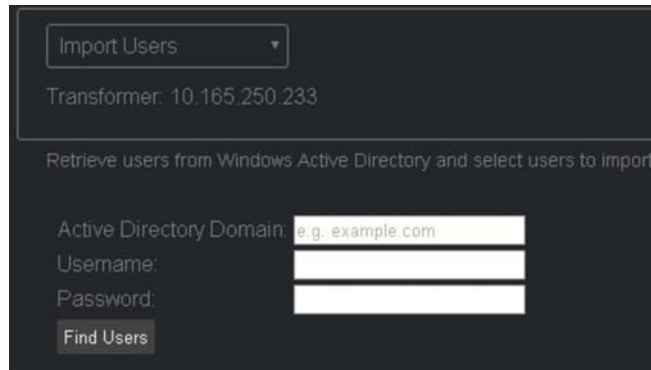 Import Users
Transformer: 10.165.250.233
Retrieve users from Windows Active Directory and select users to import
Active Directory Domain: e.g. example.com
Username:
Password:
Find Users